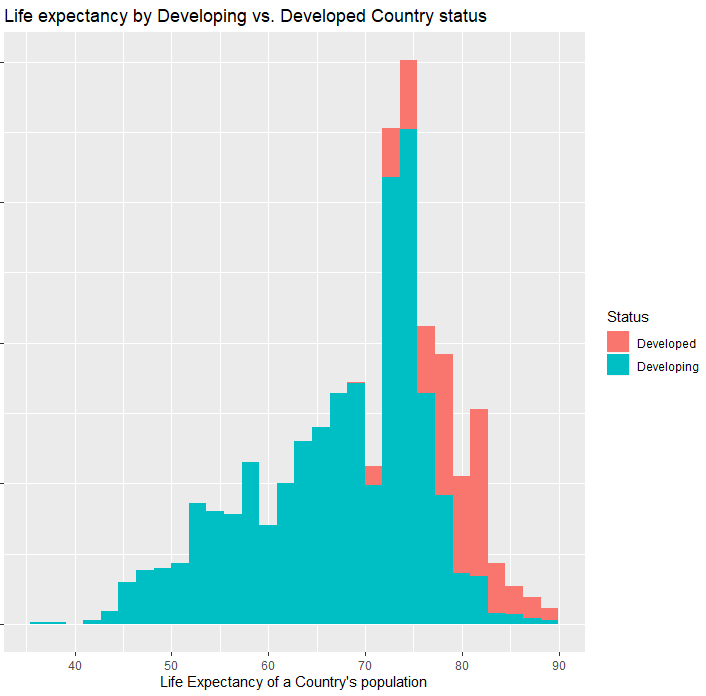 Life expectancy by Developing vs. Developed Country status
Status
Developed
Developing
40 50 60 70 80 90
Life Expectancy of a Country's population